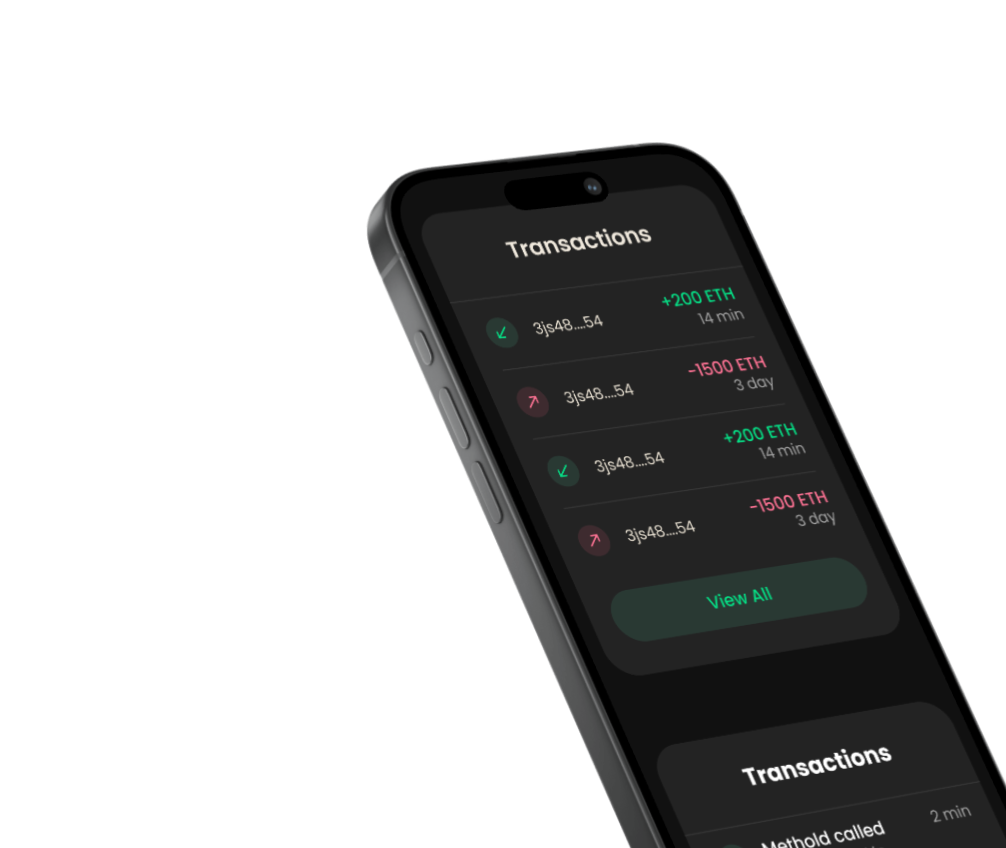 Transactions
3js48....54
+200 ETH
14 min
3js48....54
-1500 ETH
3 day
3js48....54
+200 ETH
14 min
3js48....54
-1500 ETH
3 day
View All
Transactions
Methold called
2 min